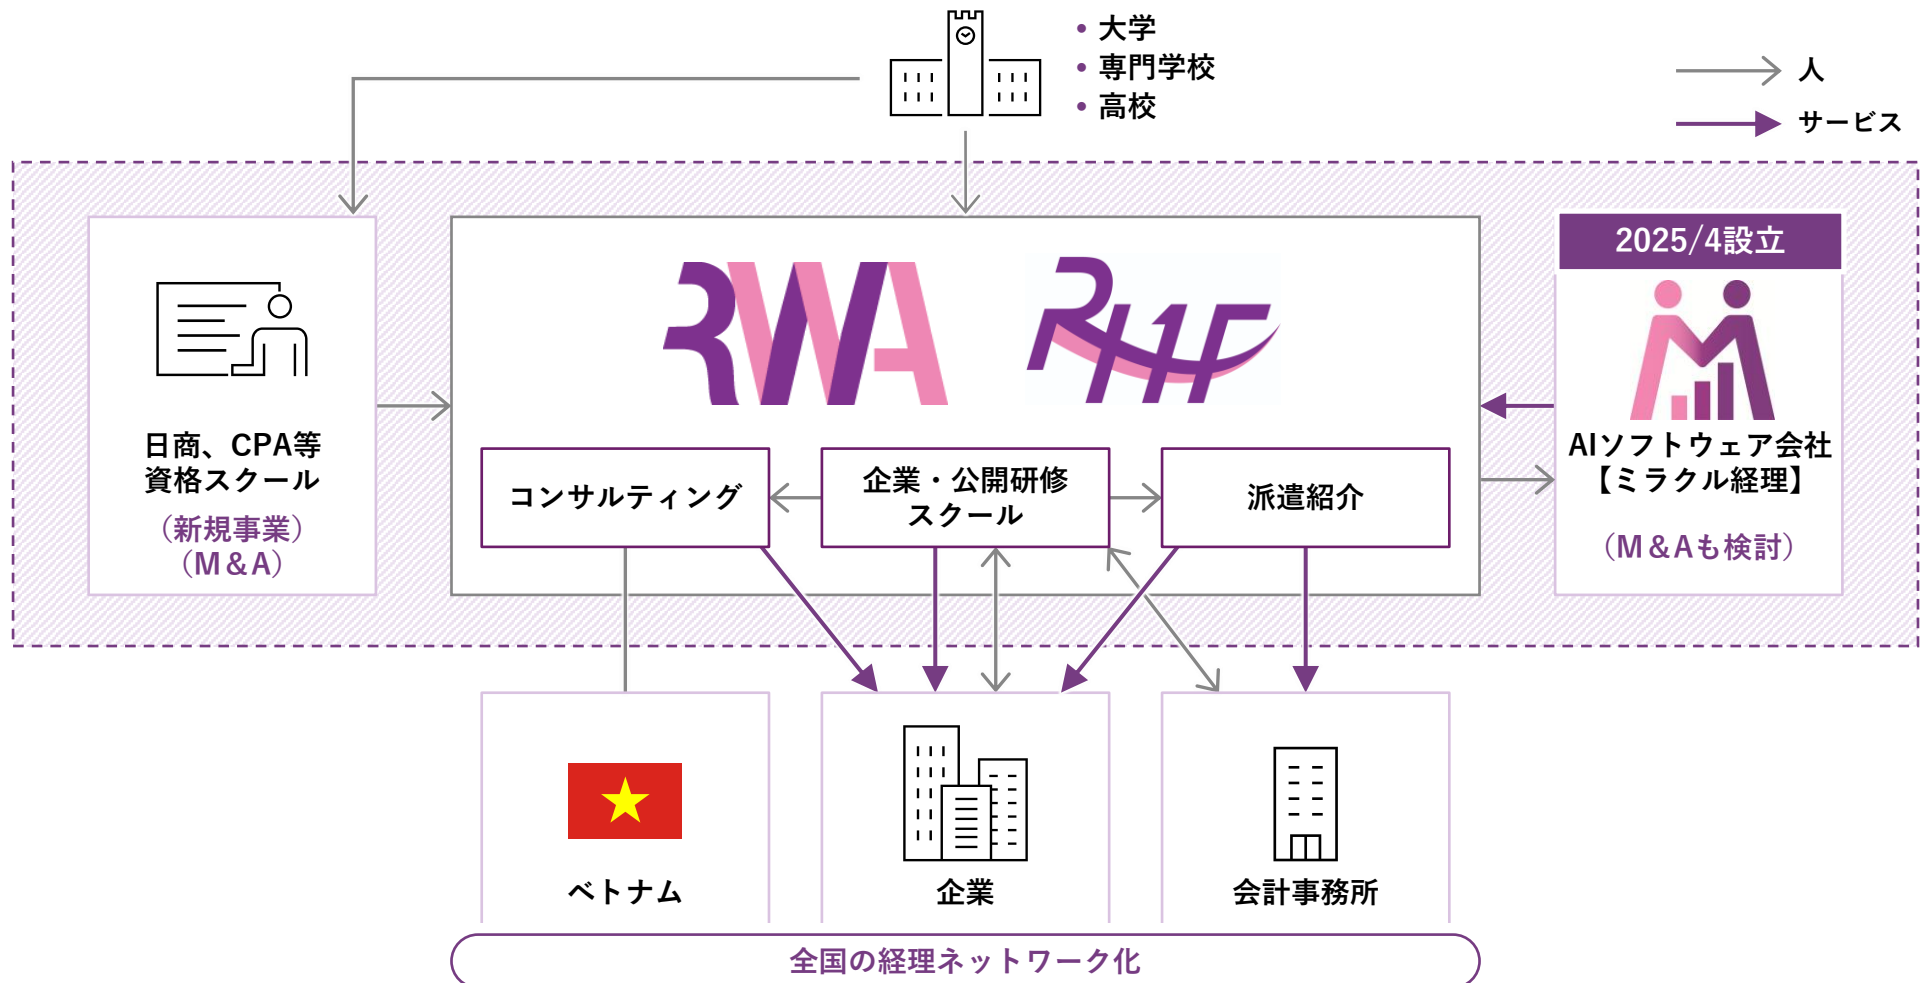 大学
専門学校
高校
人
サービス
2025/4設立
RWA
RHF
日商、CPA等
資格スクール
（新規事業）
（M＆A）
コンサルティング
企業・公開研修
スクール
派遣紹介
AIソフトウェア会社
【ミラクル経理】
（M＆Aも検討）
ベトナム
企業
会計事務所
全国の経理ネットワーク化